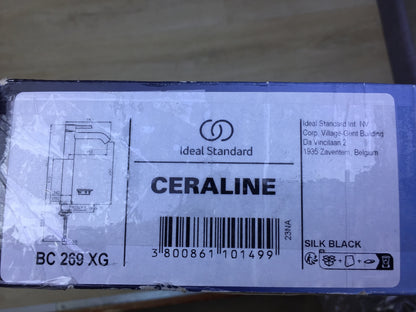 Ideal Standard
CERALINE
BC 269 XG
3 800861 101499
23NA
Ideal Standard Int. NV
Corp. Village-Gent Building
Da Vincilaan 2
1935 Zaventem, Belgium
SILK BLACK